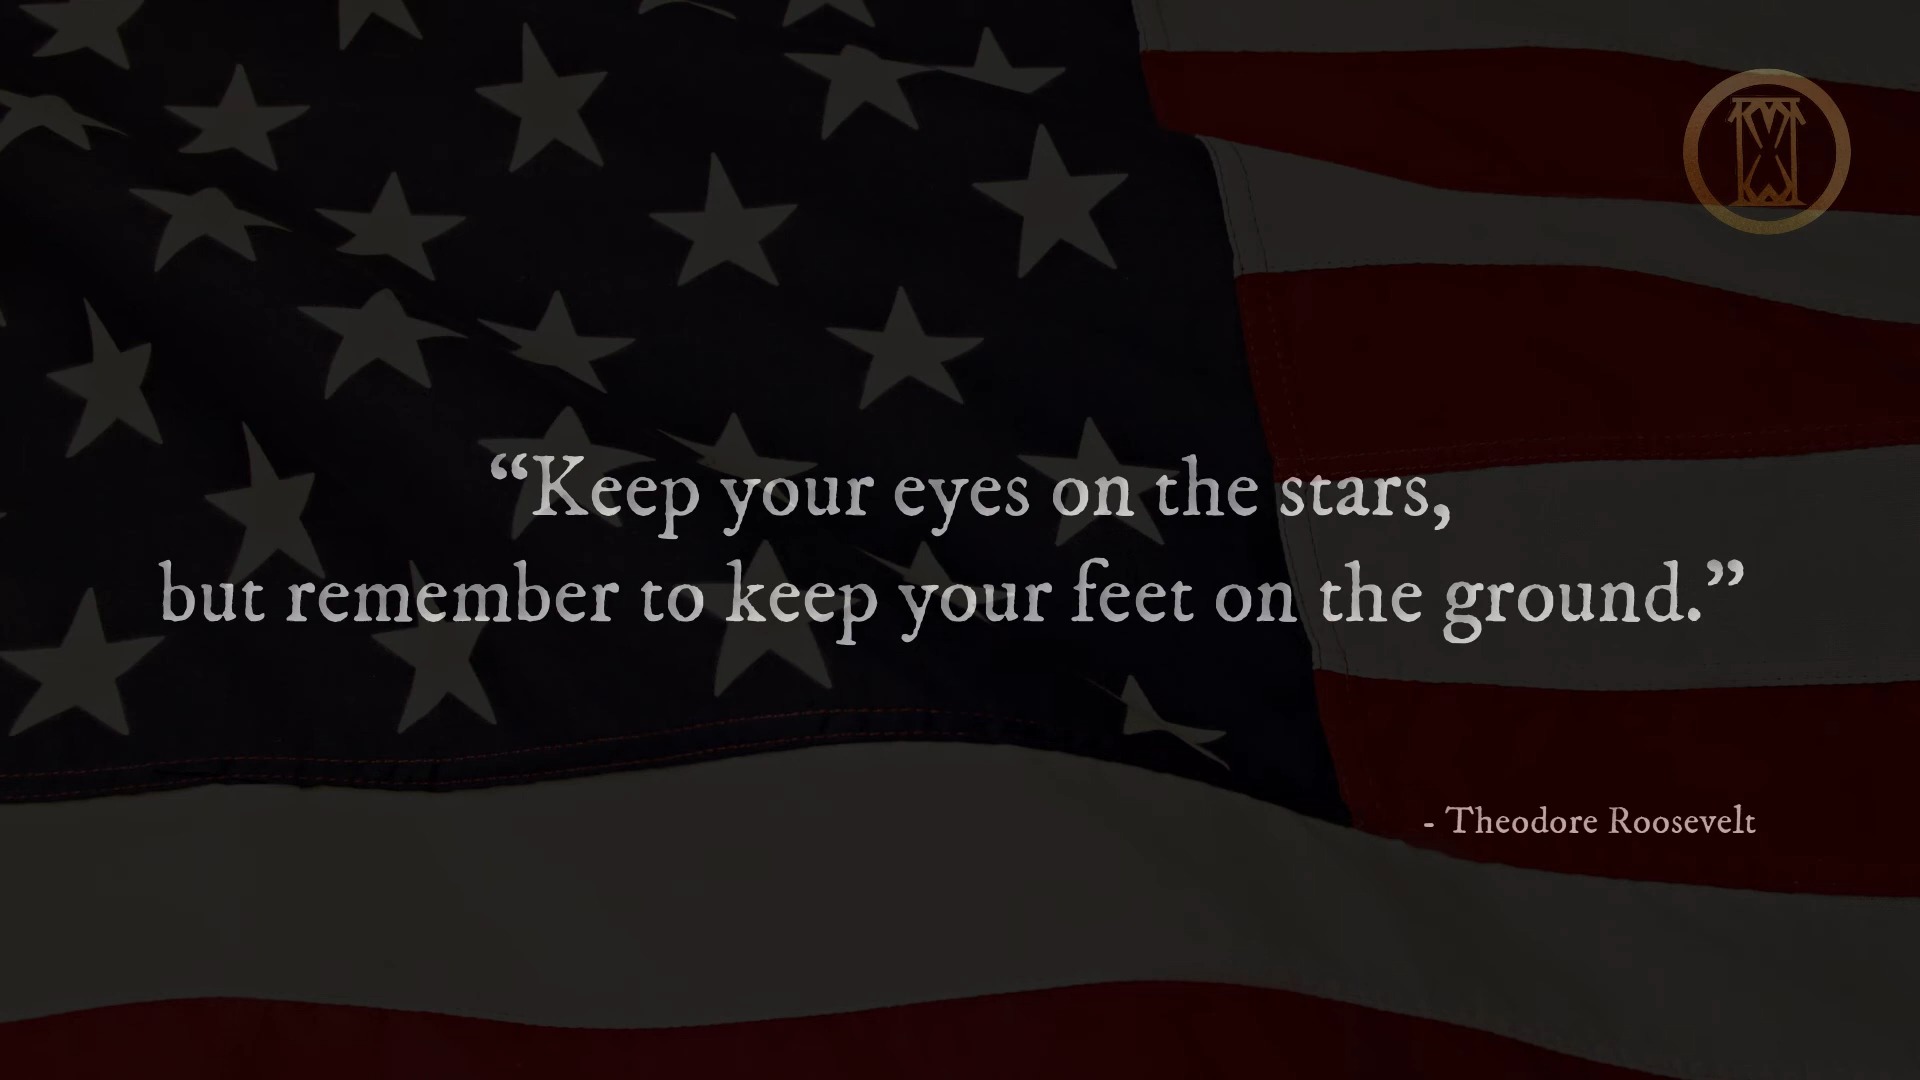 “Keep your eyes on the stars,
but remember to keep your feet on the ground.”
- Theodore Roosevelt